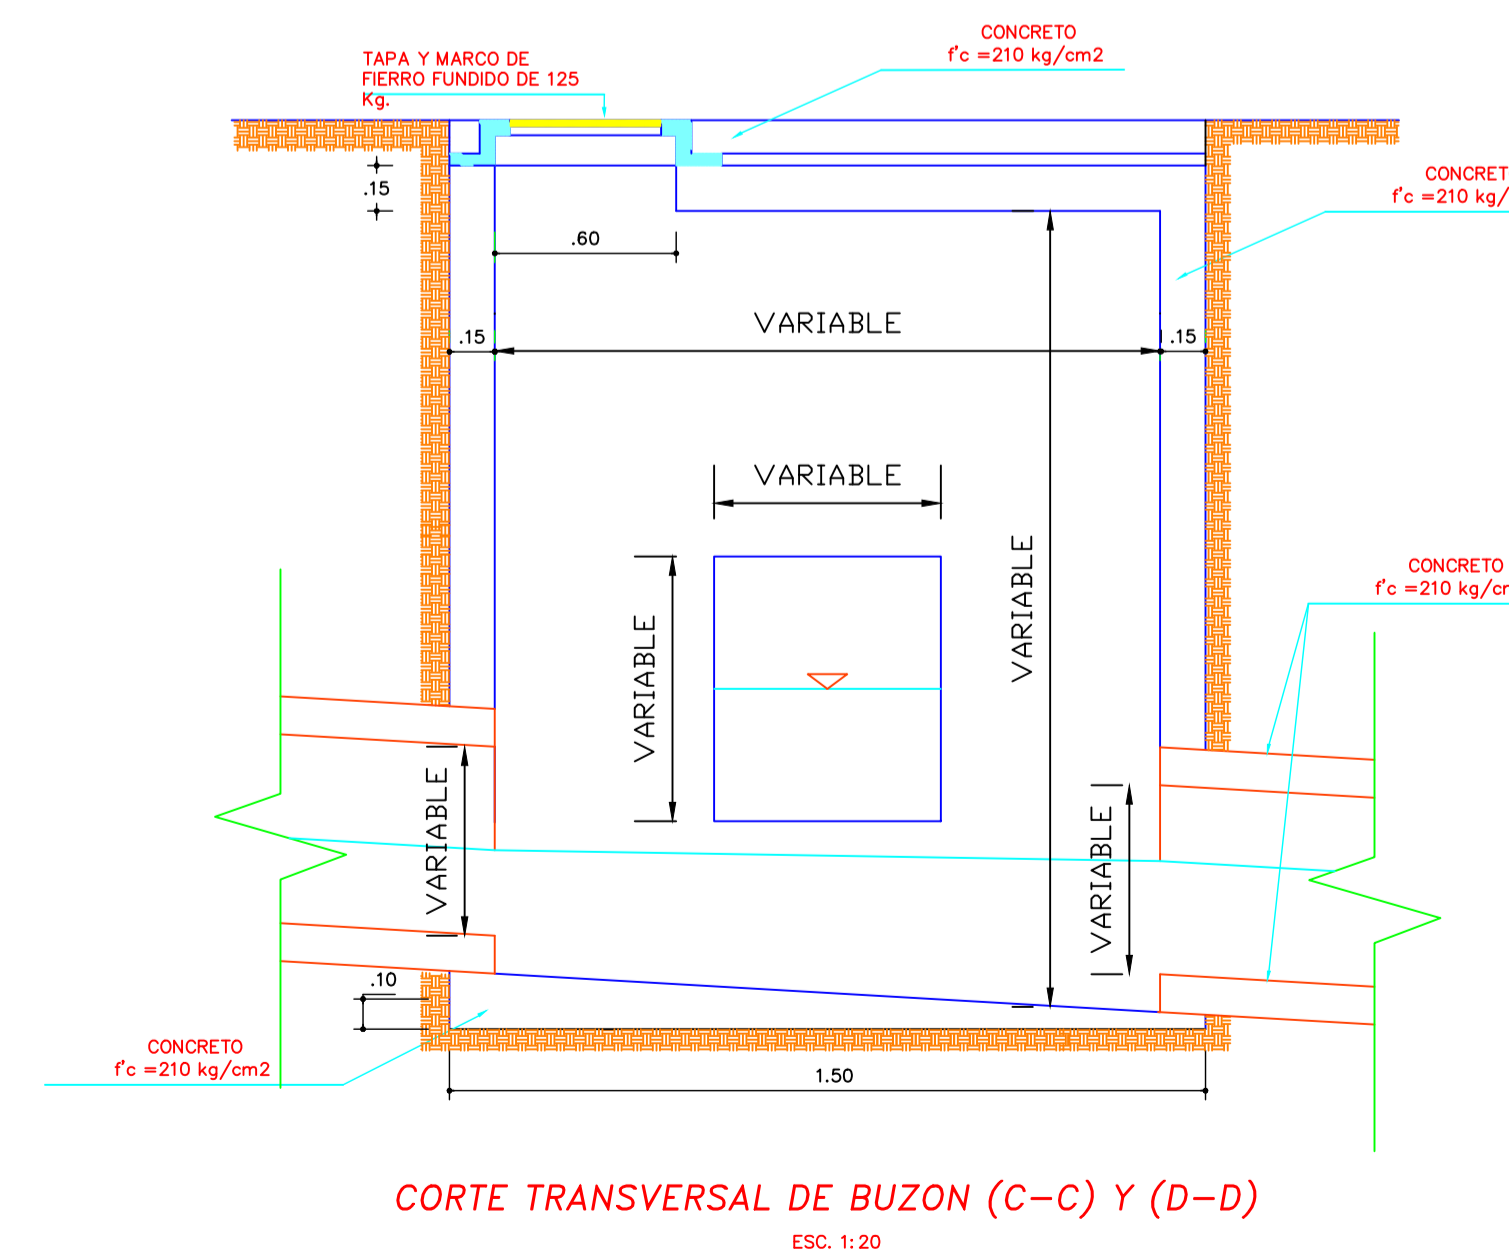 CONCRETO
f'c =210 kg/cm2
TAPA Y MARCO DE
FIERRO FUNDIDO DE 125
Kg.
CONCRET
f'c =210 kg/
.15
.60
VARIABLE
.15
.15
VARIABLE
VARIABLE
VARIABLE
CONCRETO
f'c =210 kg/cm
VARIABLE
VARIABLE
.10
CONCRETO
f'c =210 kg/cm2
1.50
CORTE TRANSVERSAL DE BUZON (C-C) Y (D-D)
ESC. 1:20